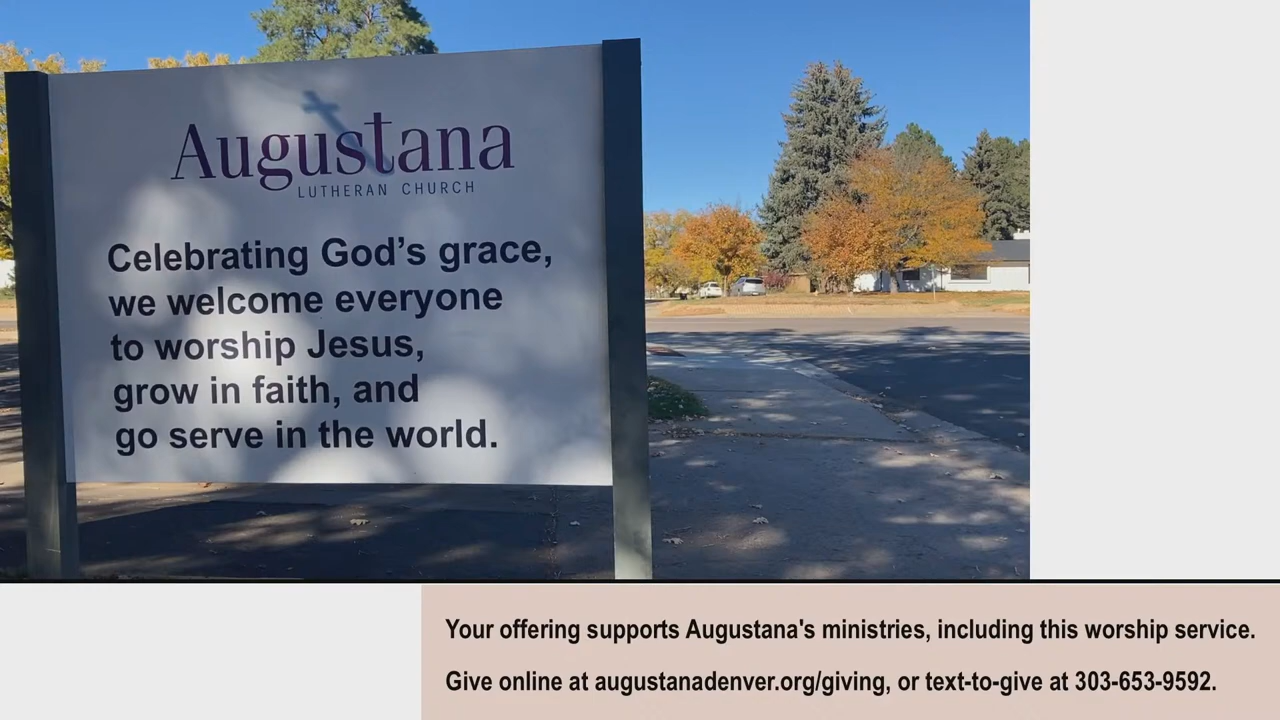 Augustana
LUTHERAN CHURCH
Celebrating God's grace,
we welcome everyone
to worship Jesus,
grow in faith, and
go serve in the world.
Your offering supports Augustana's ministries, including this worship service.
Give online at augustanadenver.org/giving, or text-to-give at 303-653-9592.